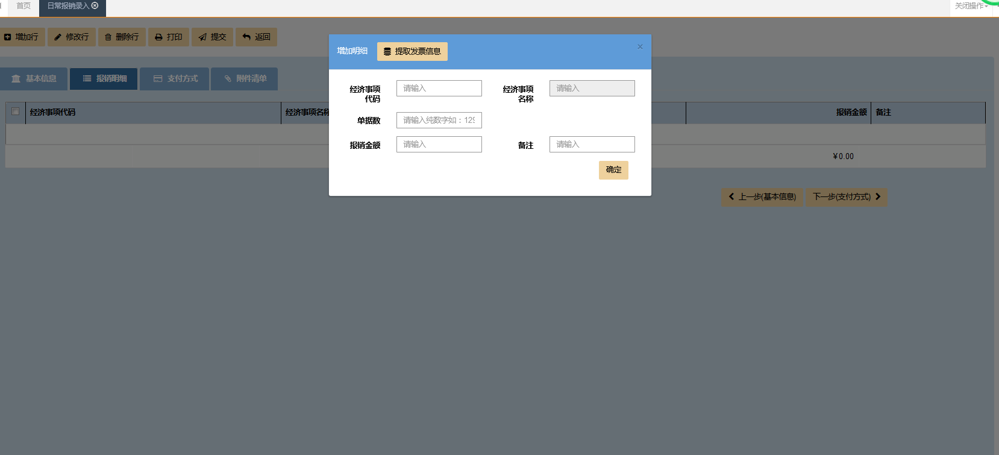 首页
日常报销录入
关闭操作
增加行
修改行
删除行
打印
提交
返回
增加明细
提取发票信息
×
基本信息
报销明细
支付方式
附件清单
经济事项代码
请输入
经济事项名称
请输入
单据数
请输入纯数字如：129
报销金额
请输入
备注
请输入
确定
经济事项代码
经济事项名称
报销金额
备注
¥0.00
上一步(基本信息)
下一步(支付方式)